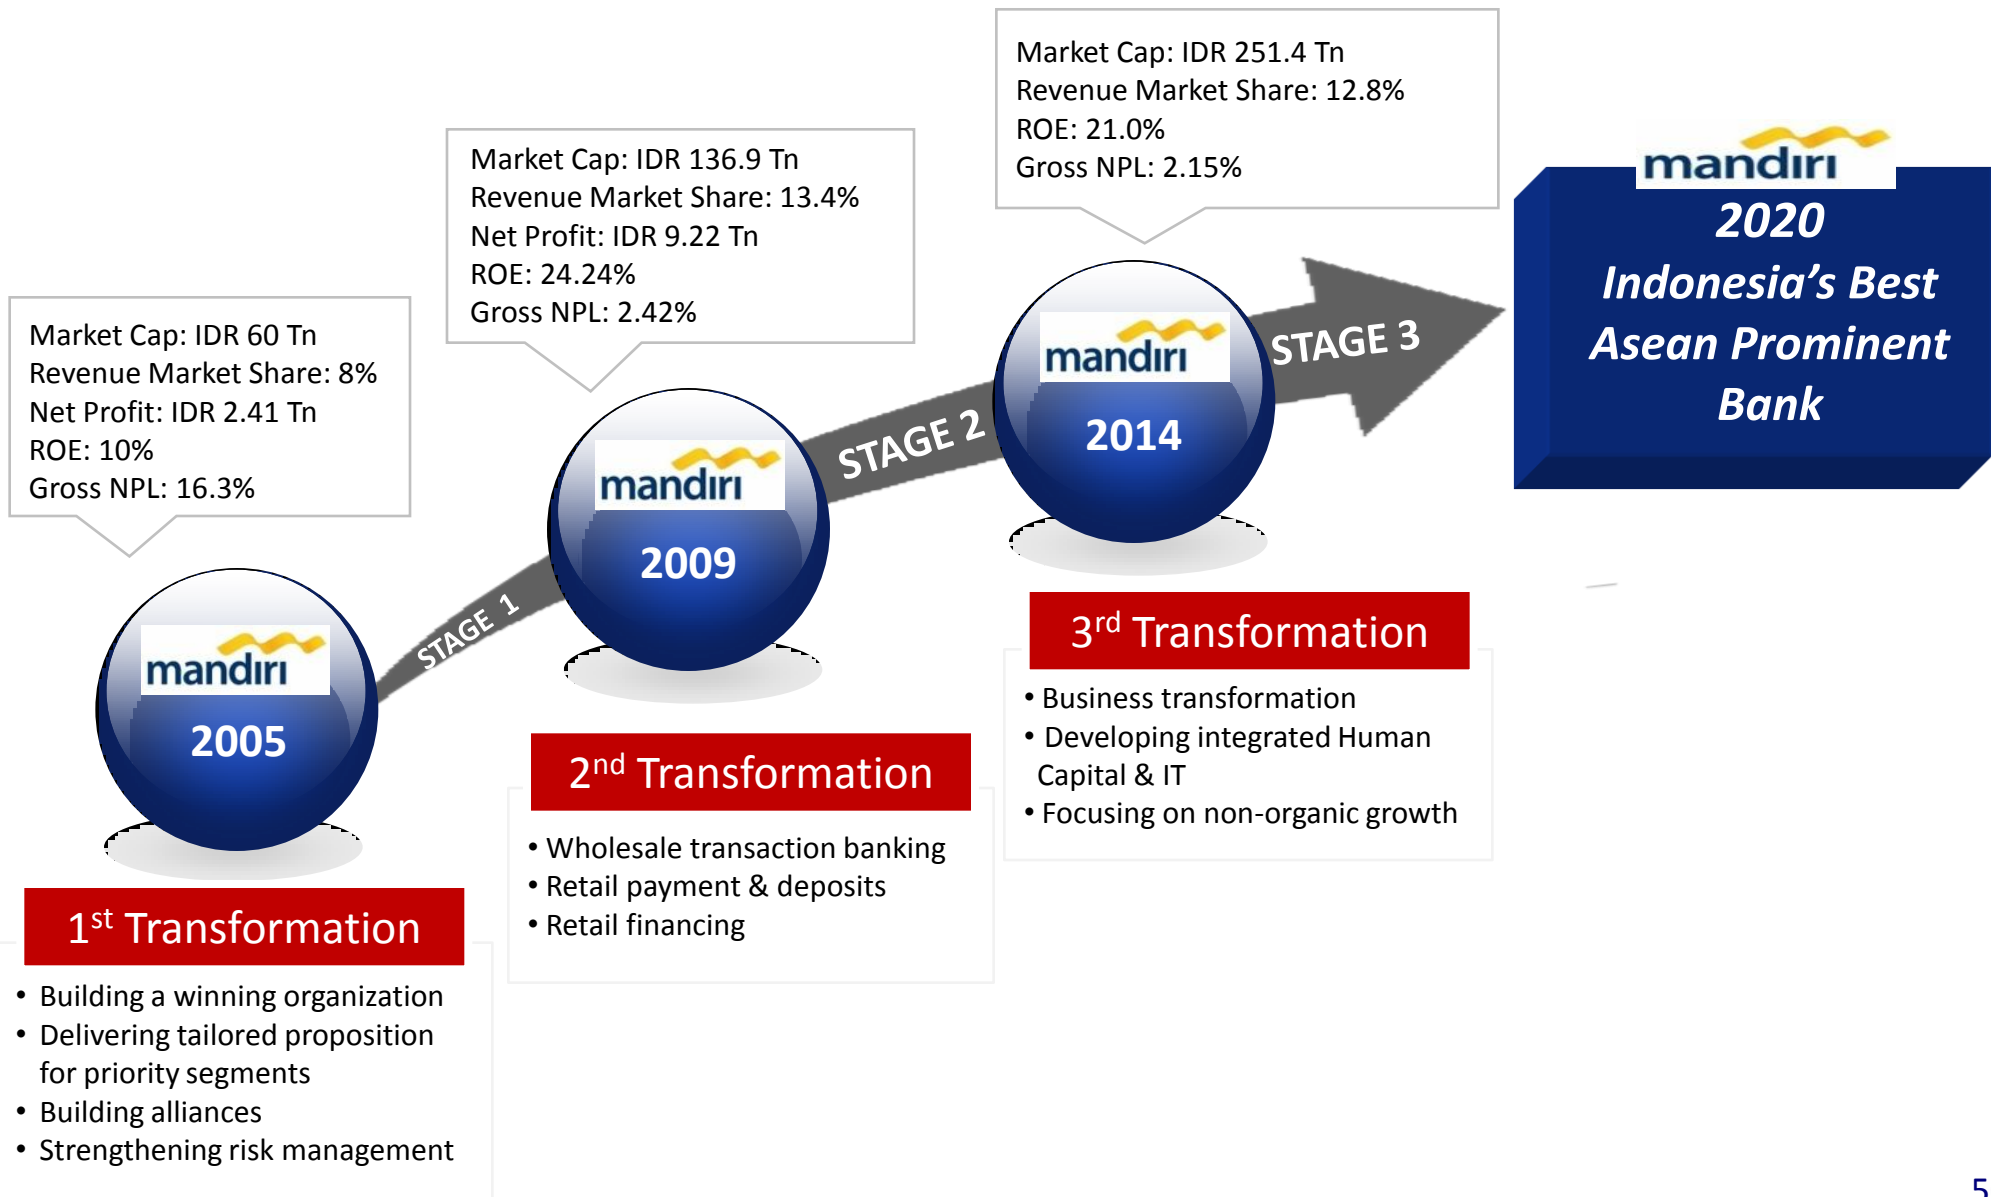 Market Cap: IDR 60 Tn
Revenue Market Share: 8%
Net Profit: IDR 2.41 Tn
ROE: 10%
Gross NPL: 16.3%
mandırı
2005
STAGE 1
1st Transformation
• Building a winning organization
• Delivering tailored proposition
for priority segments
• Building alliances
• Strengthening risk management
Market Cap: IDR 136.9 Tn
Revenue Market Share: 13.4%
Net Profit: IDR 9.22 Tn
ROE: 24.24%
Gross NPL: 2.42%
mandırı
2009
STAGE 2
2nd Transformation
• Wholesale transaction banking
• Retail payment & deposits
• Retail financing
Market Cap: IDR 251.4 Tn
Revenue Market Share: 12.8%
ROE: 21.0%
Gross NPL: 2.15%
mandırı
2014
STAGE 3
3rd Transformation
• Business transformation
• Developing integrated Human
Capital & IT
• Focusing on non-organic growth
mandırı
2020
Indonesia’s Best
Asean Prominent
Bank
5